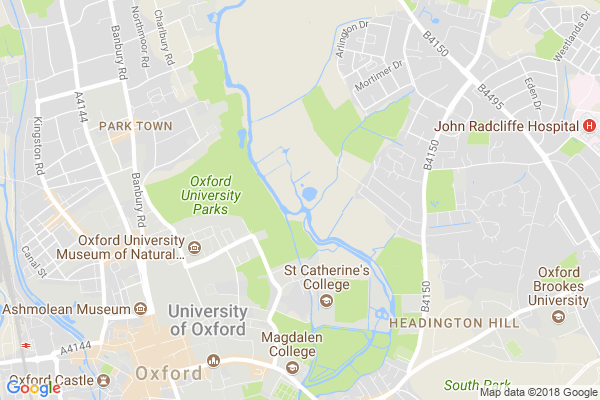 Northmoor Rd
Charlbury Rd
Banbury Rd
A4144
Kingston Rd
PARK TOWN
Arlington Dr
Mortimer Dr
B4150
B4150
Westlands Dr
B4495
Eden Dr
John Radcliffe Hospital
H
B4150
Oxford
University
Parks
Banbury Rd
Canal St
Oxford University
Museum of Natural...
St Catherine's
College
B4150
Oxford
Brookes
University
Ashmolean Museum
University
of Oxford
HEADINGTON HILL
Magdalen
College
A4144
Oxford
Oxford Castle
South Park
Google
Map data ©2018 Google